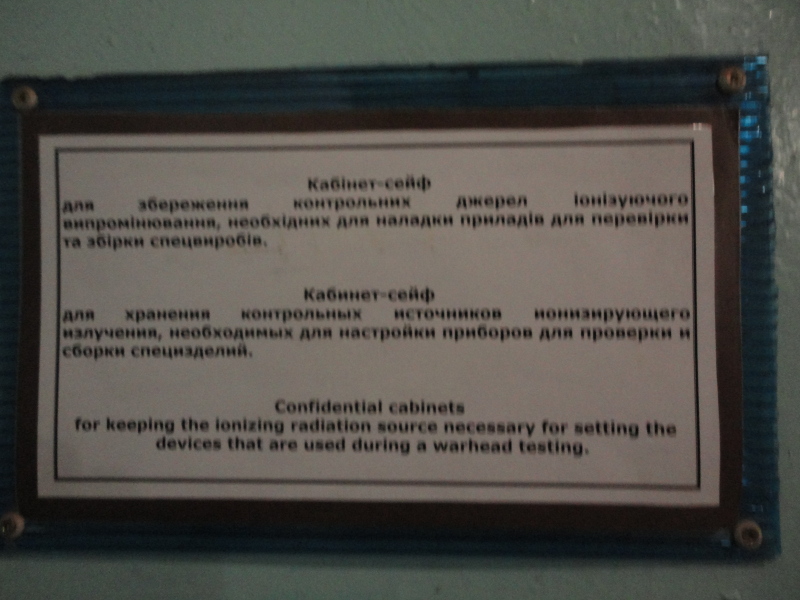 Кабінет-сейф
для збереження контрольних джерел іонізуючого
випромінювання, необхідних для наладки приладів для перевірки
та збірки спецвиробів.
Кабинет-сейф
для хранения контрольных источников ионизирующего
излучения, необходимых для настройки приборов для проверки и
сборки специзделий.
Confidential cabinets
for keeping the ionizing radiation source necessary for setting the
devices that are used during a warhead testing.